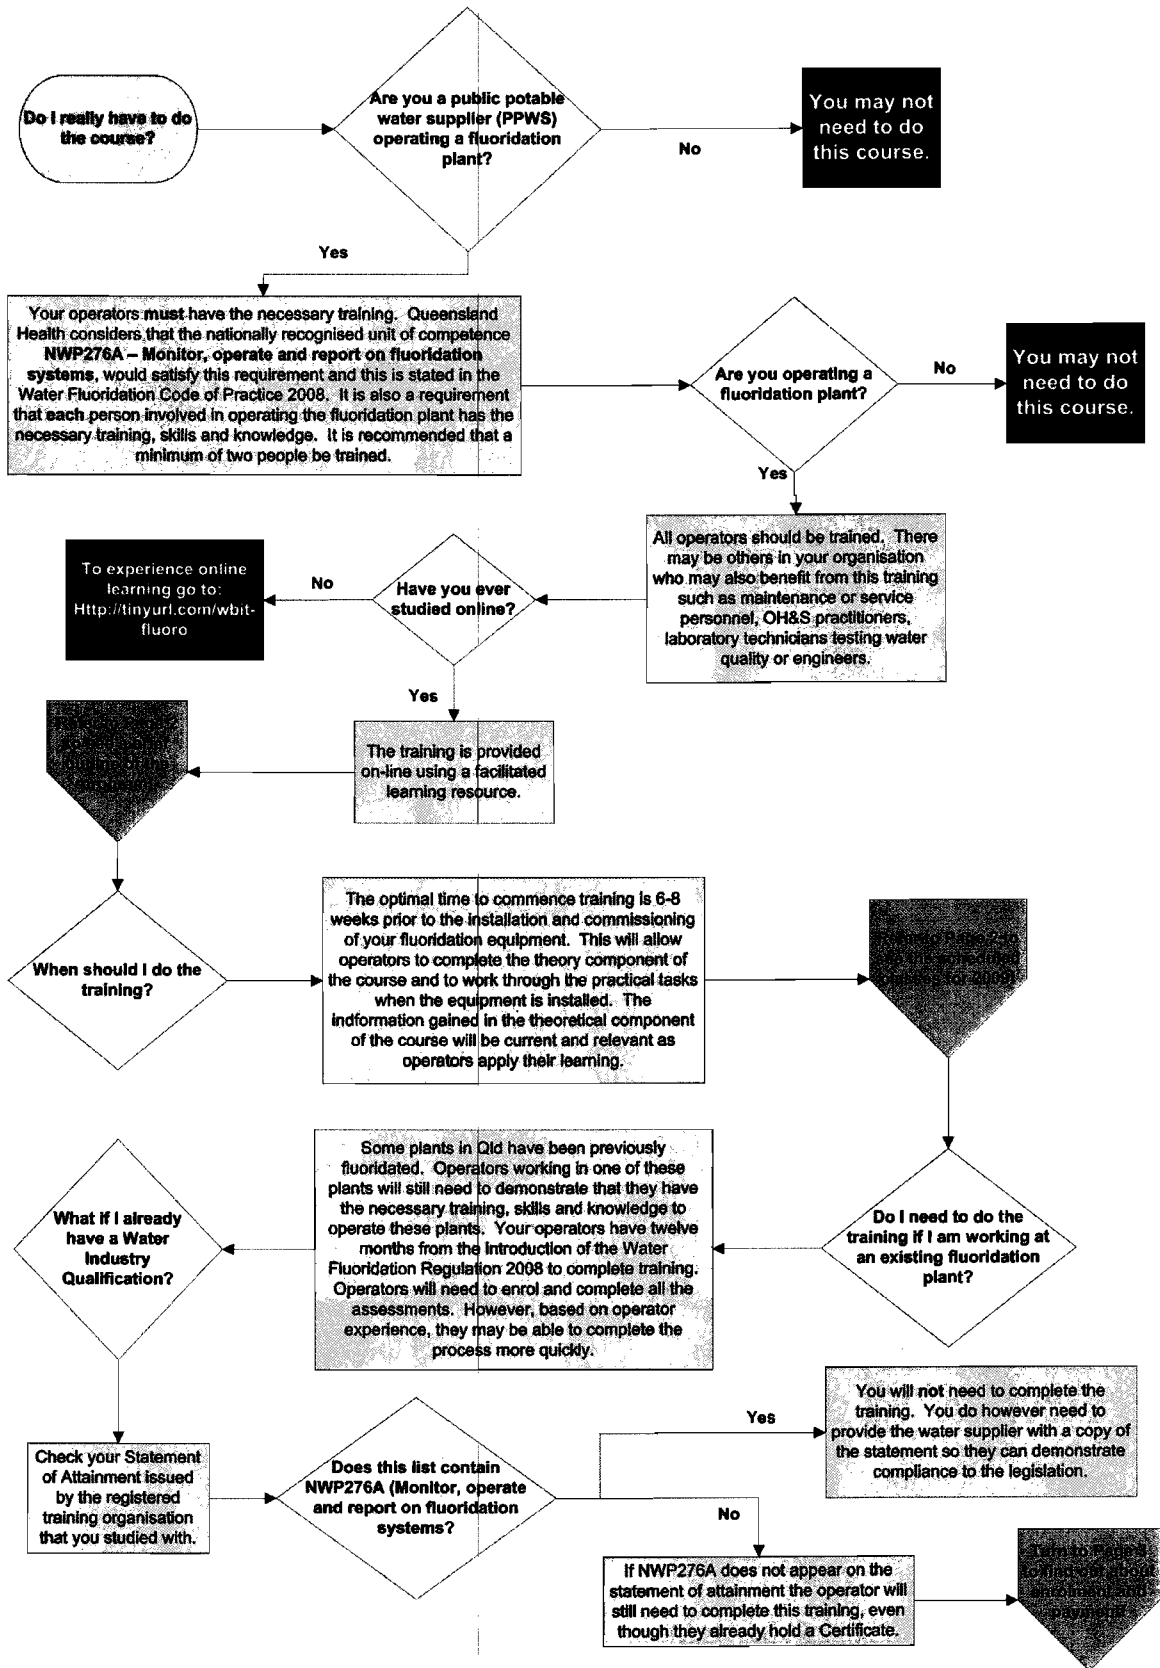 Do I really have to do
the course?
Are you a public potable
water supplier (PPWS)
operating a fluoridation
plant?
No
You may not
need to do
this course.
Yes
Your operators must have the necessary training. Queensland
Health considers that the nationally recognised unit of competence
NWP276A – Monitor, operate and report on fluoridation
systems, would satisfy this requirement and this is stated in the
Water Fluoridation Code of Practice 2008. It is also a requirement
that each person involved in operating the fluoridation plant has the
necessary training, skills and knowledge. It is recommended that a
minimum of two people be trained.
Are you operating a
fluoridation plant?
No
You may not
need to do
this course.
Yes
All operators should be trained. There
may be others in your organisation
who may also benefit from this training
such as maintenance or service
personnel, OH&S practitioners,
laboratory technicians testing water
quality or engineers.
Have you ever
studied online?
No
To experience online
learning go to:
Http://tinyurl.com/wbit-
fluoro
Yes
The training is provided
on-line using a facilitated
learning resource.
When should I do the
training?
The optimal time to commence training is 6-8
weeks prior to the installation and commissioning
of your fluoridation equipment. This will allow
operators to complete the theory component of
the course and to work through the practical tasks
when the equipment is installed. The
indformation gained in the theoretical component
of the course will be current and relevant as
operators apply their learning.
Do I need to do the
training if I am working at
an existing fluoridation
plant?
Some plants in Qld have been previously
fluoridated. Operators working in one of these
plants will still need to demonstrate that they have
the necessary training, skills and knowledge to
operate these plants. Your operators have twelve
months from the introduction of the Water
Fluoridation Regulation 2008 to complete training.
Operators will need to enrol and complete all the
assessments. However, based on operator
experience, they may be able to complete the
process more quickly.
What if I already
have a Water
Industry
Qualification?
Check your Statement
of Attainment issued
by the registered
training organisation
that you studied with.
Does this list contain
NWP276A (Monitor, operate
and report on fluoridation
systems?
Yes
You will not need to complete the
training. You do however need to
provide the water supplier with a copy
of the statement so they can demonstrate
compliance to the legislation.
No
If NWP276A does not appear on the
statement of attainment the operator will
still need to complete this training, even
though they already hold a Certificate.
Turn to Page
to find out about
enrolment and
payment